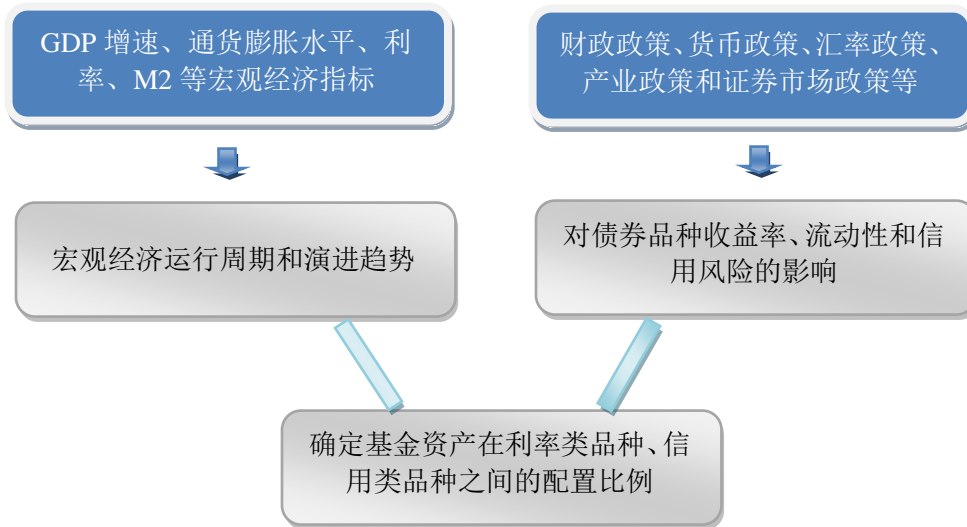 GDP 增速、通货膨胀水平、利
率、M2 等宏观经济指标
财政政策、货币政策、汇率政策、
产业政策和证券市场政策等
宏观经济运行周期和演进趋势
对债券品种收益率、流动性和信
用风险的影响
确定基金资产在利率类品种、信
用类品种之间的配置比例